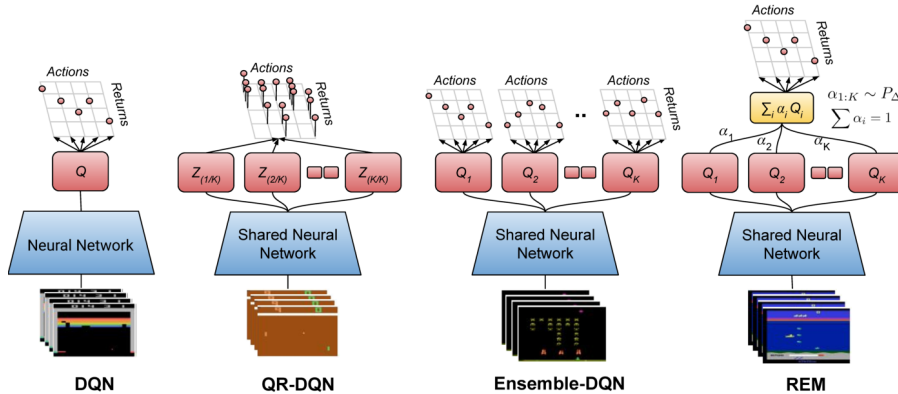 Actions
Returns
Q
Neural Network
DQN
Actions
Returns
Z(1/K)
Z(2/K)
Z(K/K)
Shared Neural
Network
QR-DQN
Actions
Actions
Actions
Returns
..
Q1
Q2
QK
Shared Neural
Network
Ensemble-DQN
Actions
Returns
∑i αi Qi
α1:K ∼ PΔ
∑ αi = 1
α1
α2
αK
Q1
Q2
QK
Shared Neural
Network
REM